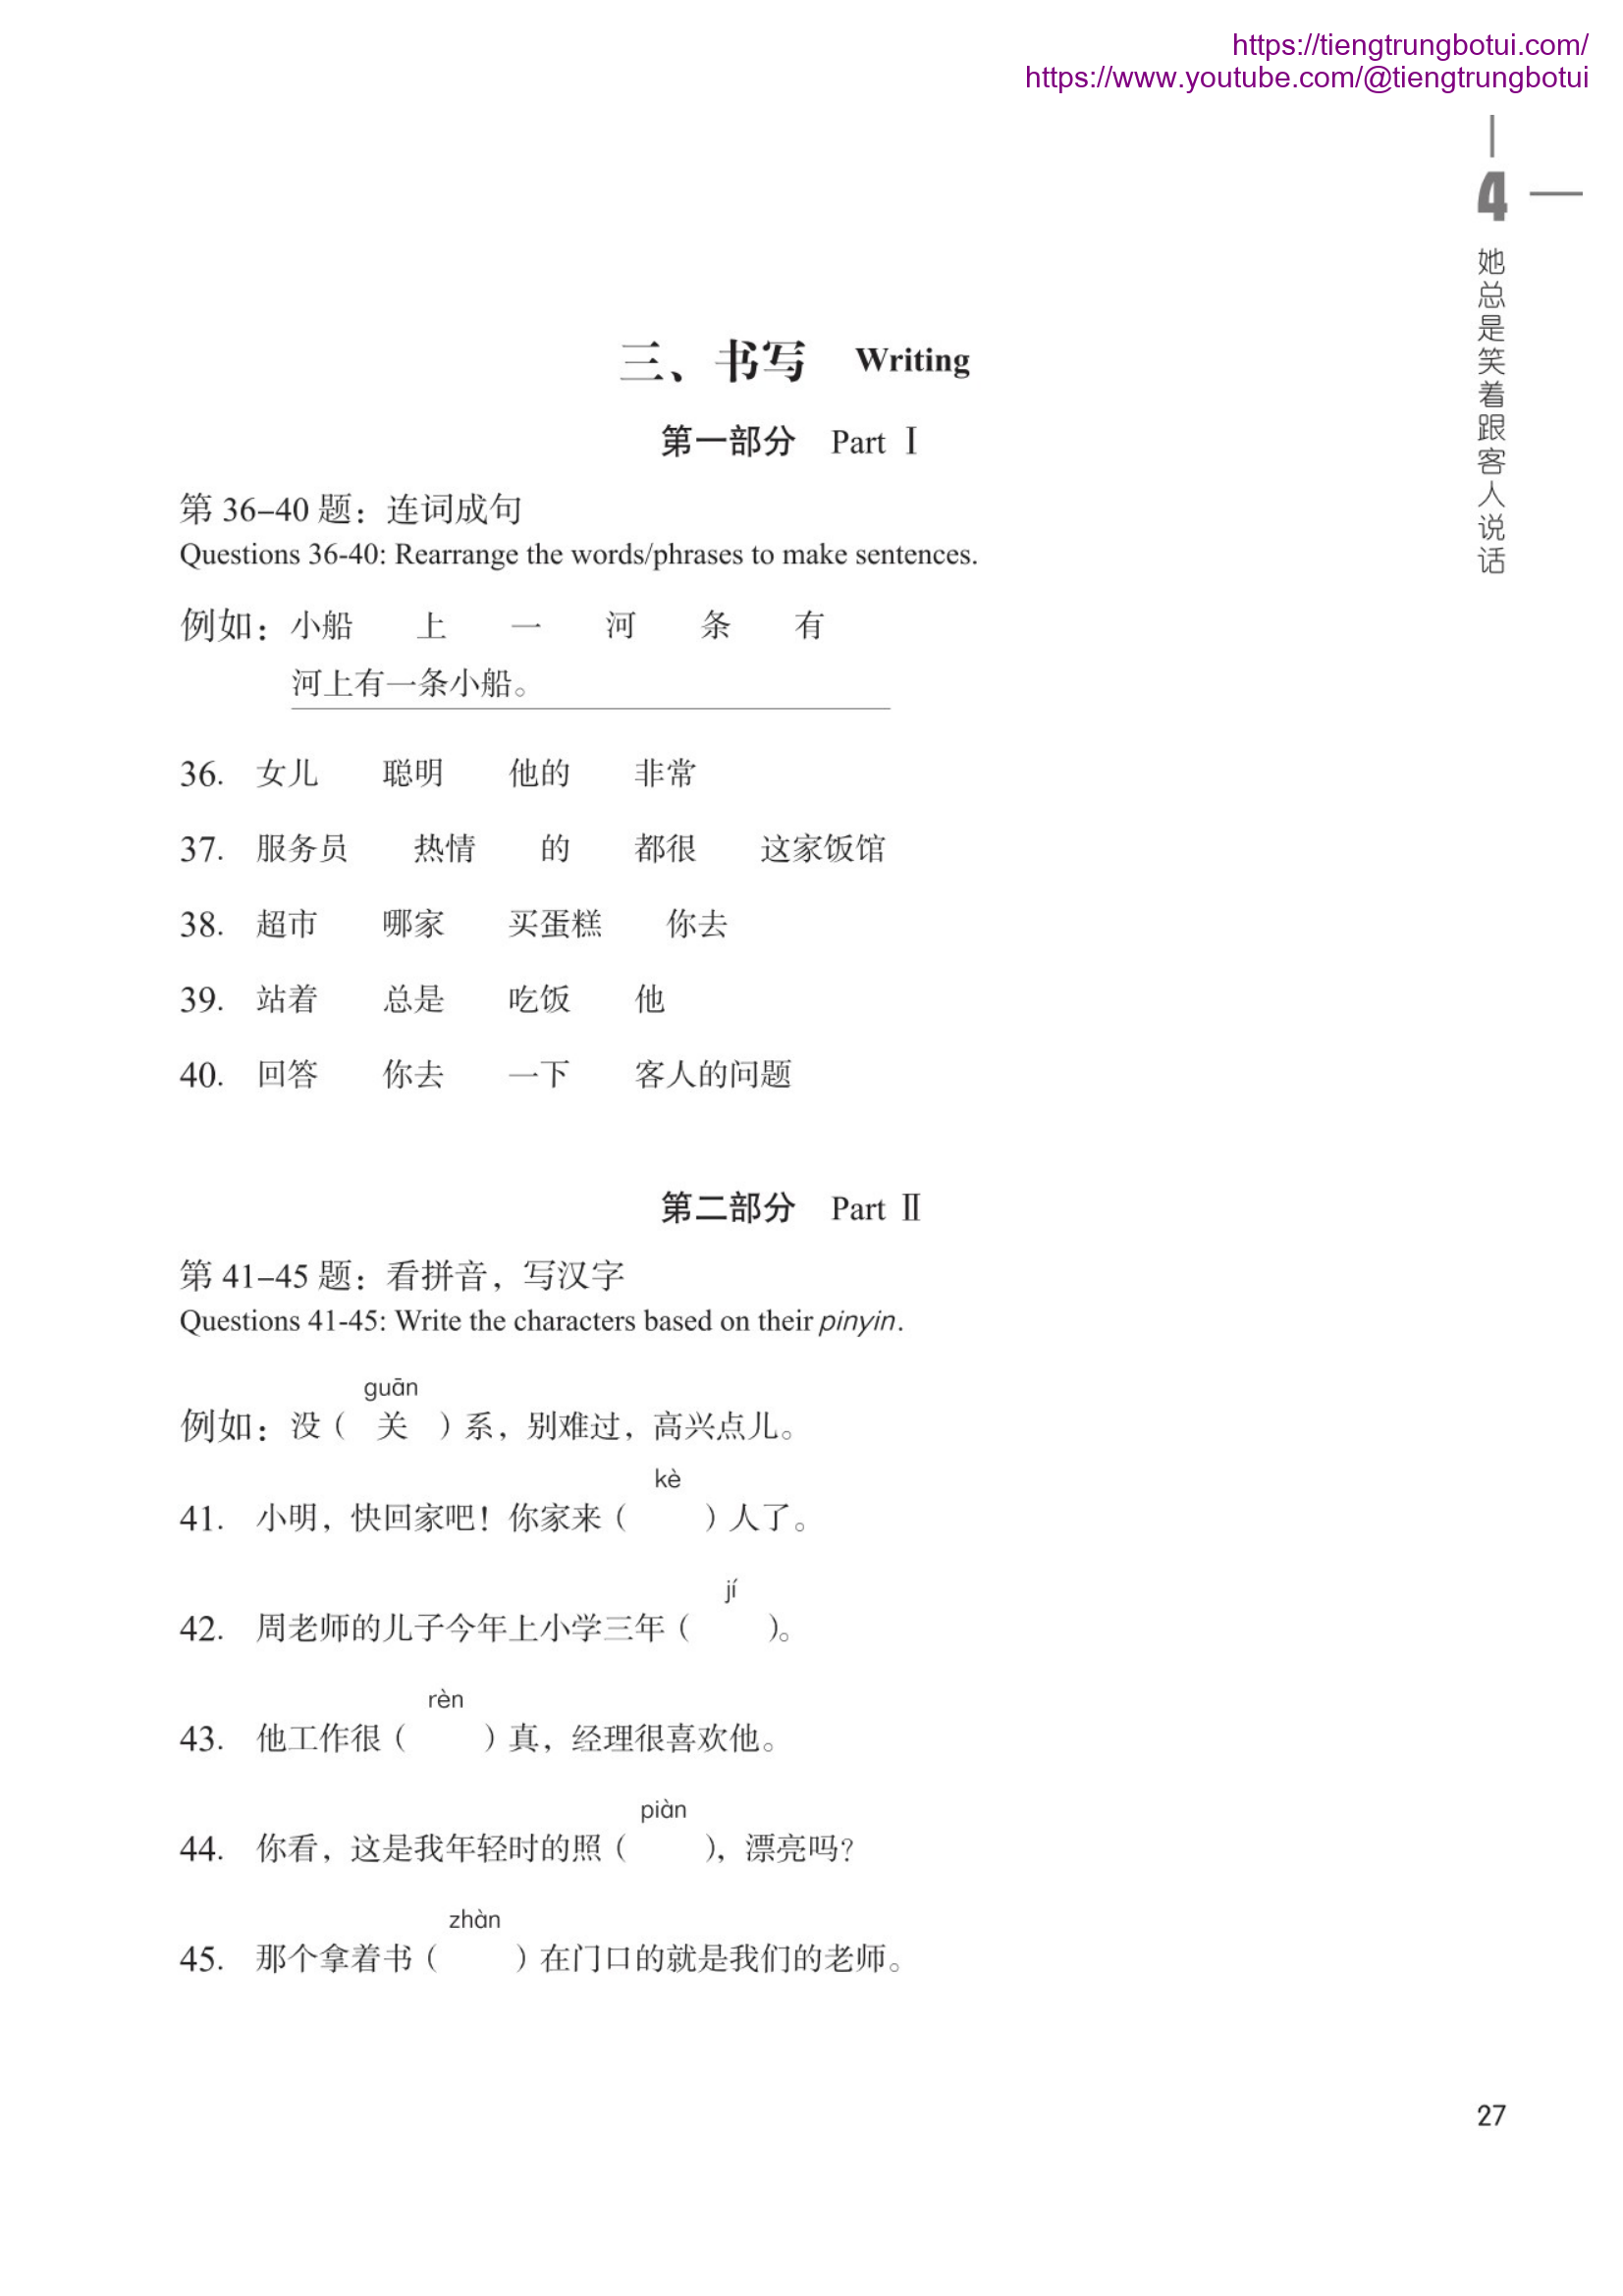 https://tiengtrungbotui.com/
https://www.youtube.com/@tiengtrungbotui
4
她总是笑着跟客人说话
三、书写 Writing
第一部分 Part Ⅰ
第 36–40 题：连词成句
Questions 36-40: Rearrange the words/phrases to make sentences.
例如：小船 上 一 河 条 有
河上有一条小船。
36. 女儿 聪明 他的 非常
37. 服务员 热情 的 都很 这家饭馆
38. 超市 哪家 买蛋糕 你去
39. 站着 总是 吃饭 他
40. 回答 你去 一下 客人的问题
第二部分 Part Ⅱ
第 41–45 题：看拼音，写汉字
Questions 41-45: Write the characters based on their pinyin.
guān
例如：没（ 关 ）系，别难过，高兴点儿。
kè
41. 小明，快回家吧！你家来（ ）人了。
jí
42. 周老师的儿子今年上小学三年（ ）。
rèn
43. 他工作很（ ）真，经理很喜欢他。
piàn
44. 你看，这是我年轻时的照（ ），漂亮吗？
zhàn
45. 那个拿着书（ ）在门口的就是我们的老师。
27